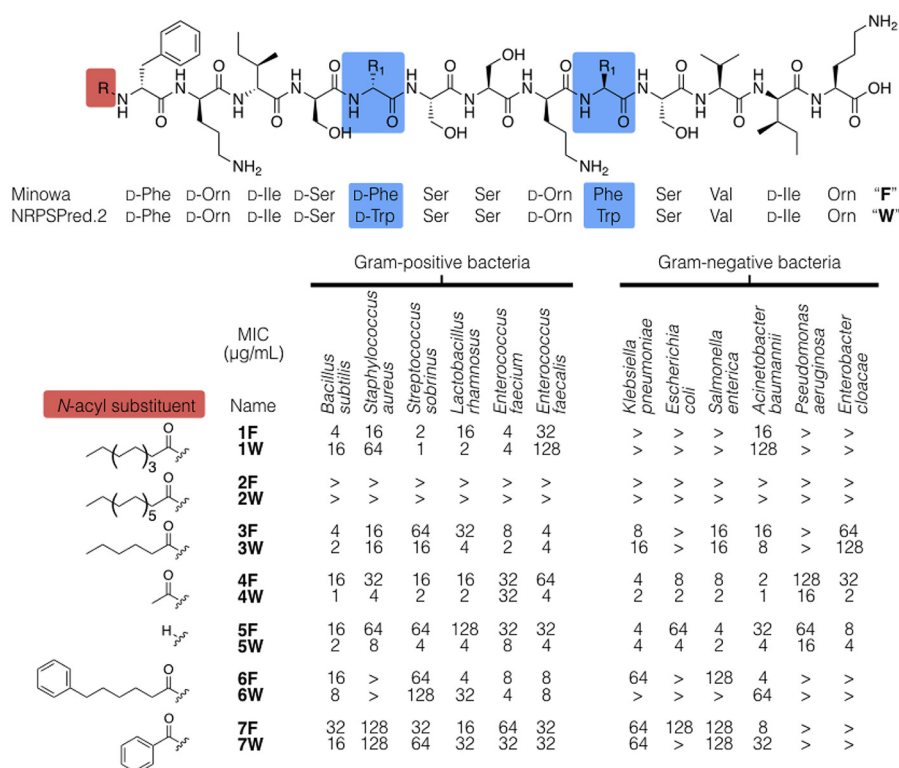 R
N
H
O
H
N
NH2
O
H
N
N
H
O
H
N
OH
O
N
H
R1
O
H
N
OH
O
N
H
OH
O
H
N
NH2
O
N
H
R1
O
H
N
OH
O
N
H
O
H
N
O
N
H
NH2
O
OH
Minowa D-Phe D-Orn D-Ile D-Ser D-Phe Ser Ser D-Orn Phe Ser Val D-Ile Orn "F"
NRPSPred.2 D-Phe D-Orn D-Ile D-Ser D-Trp Ser Ser D-Orn Trp Ser Val D-Ile Orn "W"
Gram-positive bacteria Gram-negative bacteria
MIC
(µg/mL)
Bacillus
subtilis
Staphylococcus
aureus
Streptococcus
sobrinus
Lactobacillus
rhamnosus
Enterococcus
faecium
Enterococcus
faecalis
Klebsiella
pneumoniae
Escherichia
coli
Salmonella
enterica
Acinetobacter
baumannii
Pseudomonas
aeruginosa
Enterobacter
cloacae
N-acyl substituent Name
O
3
1F 4 16 2 16 4 32 > > > 16 > >
1W 16 64 1 2 4 128 > > > 128 > >
O
5
2F > > > > > > > > > > > >
2W > > > > > > > > > > > >
O
3F 4 16 64 32 8 4 8 > 16 16 > 64
3W 2 16 16 4 2 4 16 > 16 8 > 128
O
4F 16 32 16 16 32 64 4 8 8 2 128 32
4W 1 4 2 2 32 4 2 2 2 1 16 2
H
5F 16 64 64 128 32 32 4 64 4 32 64 8
5W 2 8 4 4 8 4 4 4 2 4 16 4
O
6F 16 > 64 4 8 8 64 > 128 4 > >
6W 8 > 128 32 4 8 > > > 64 > >
O
7F 32 128 32 16 64 32 64 128 128 8 > >
7W 16 128 64 32 32 32 64 > 128 32 > >